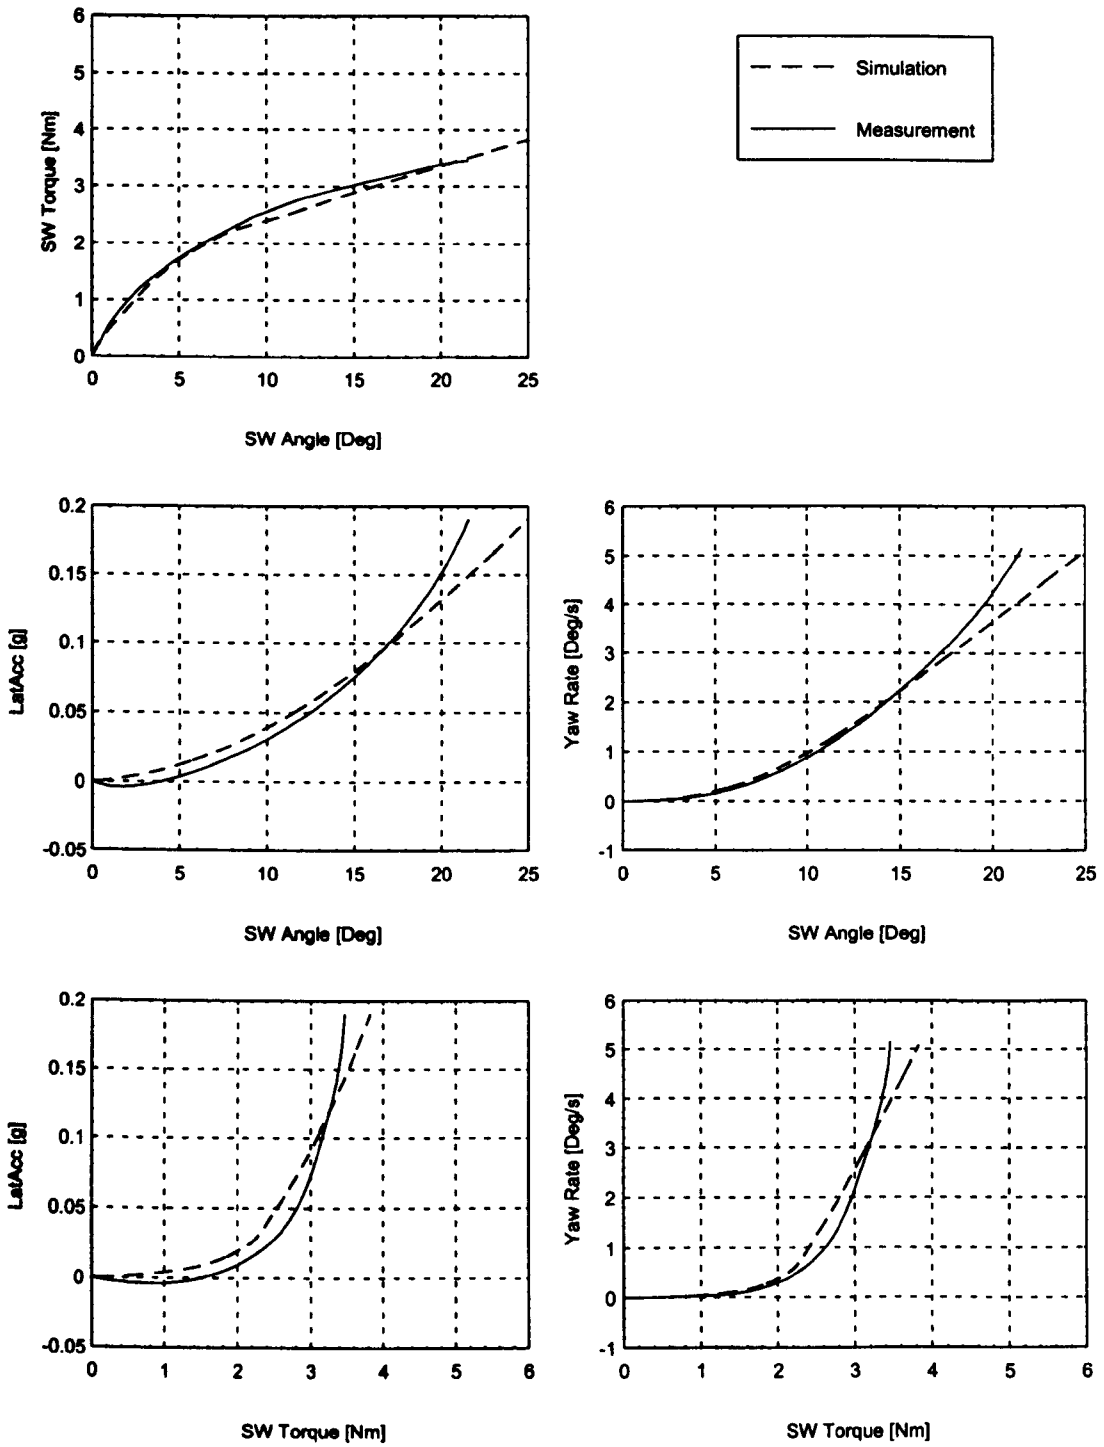 6
5
4
3
2
1
0
SW Torque [Nm]
0 5 10 15 20 25
SW Angle [Deg]
Simulation
Measurement
0.2
0.15
0.1
0.05
0
-0.05
LatAcc [g]
0 5 10 15 20 25
SW Angle [Deg]
6
5
4
3
2
1
0
-1
Yaw Rate [Deg/s]
0 5 10 15 20 25
SW Angle [Deg]
0.2
0.15
0.1
0.05
0
-0.05
LatAcc [g]
0 1 2 3 4 5 6
SW Torque [Nm]
6
5
4
3
2
1
0
-1
Yaw Rate [Deg/s]
0 1 2 3 4 5 6
SW Torque [Nm]